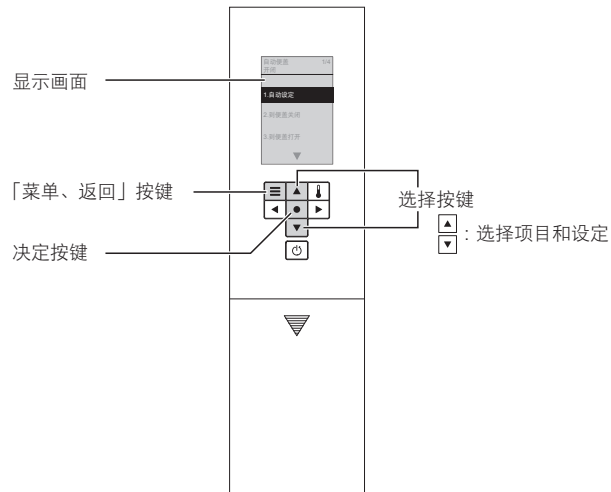 自动便盖 1/4
开闭
1.自动设定
2.到便盖关闭
3.到便盖打开
显示画面
「菜单、返回」按键
决定按键
选择按键
：选择项目和设定